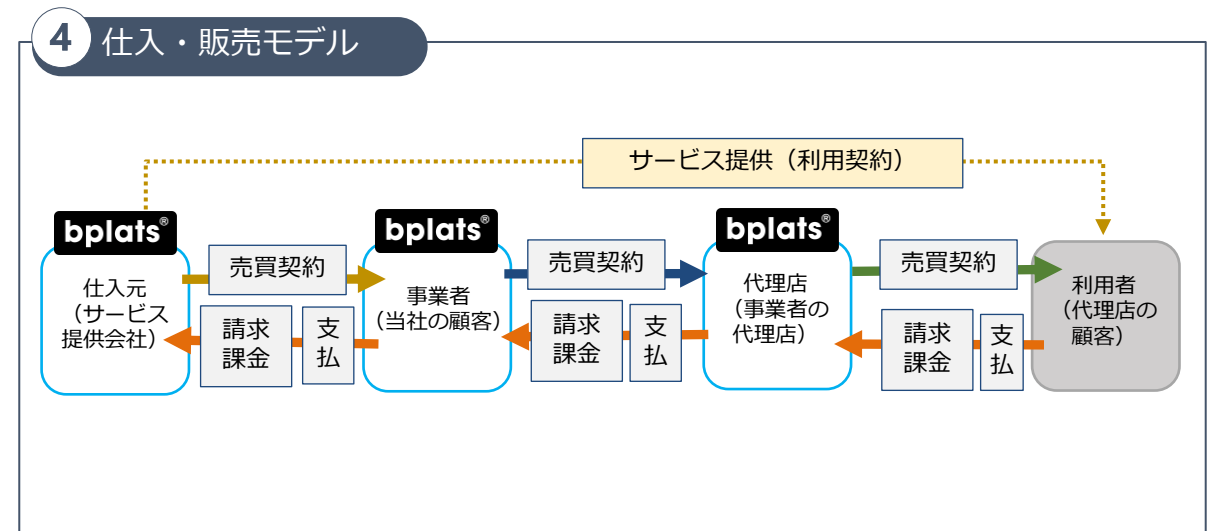 4 仕入・販売モデル
サービス提供（利用契約）
bplats®
仕入元
（サービス
提供会社）
売買契約
請求
課金
支
払
bplats®
事業者
（当社の顧客）
売買契約
請求
課金
支
払
bplats®
代理店
（事業者の
代理店）
売買契約
請求
課金
支
払
利用者
（代理店の
顧客）